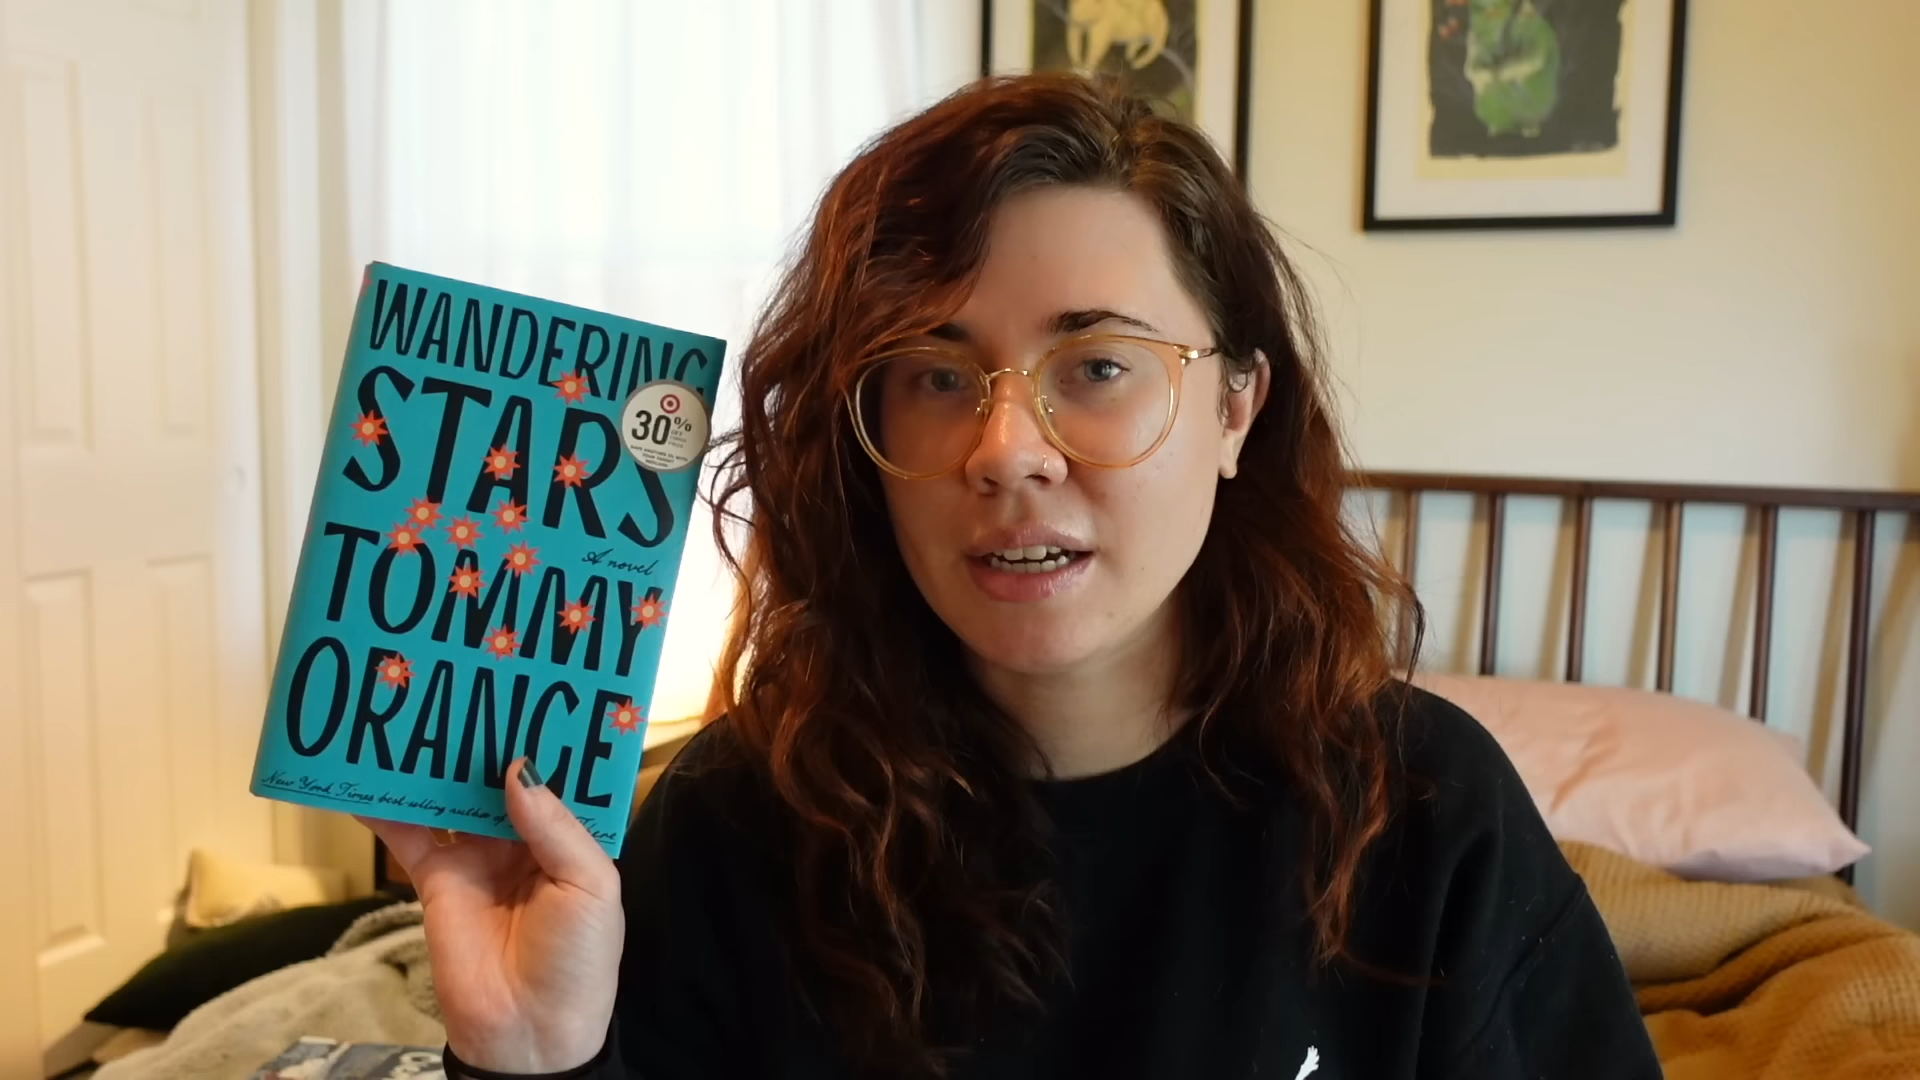 WANDERING
STARS
30%
A novel
TOMMY
ORANGE
New York Times best-selling author of There